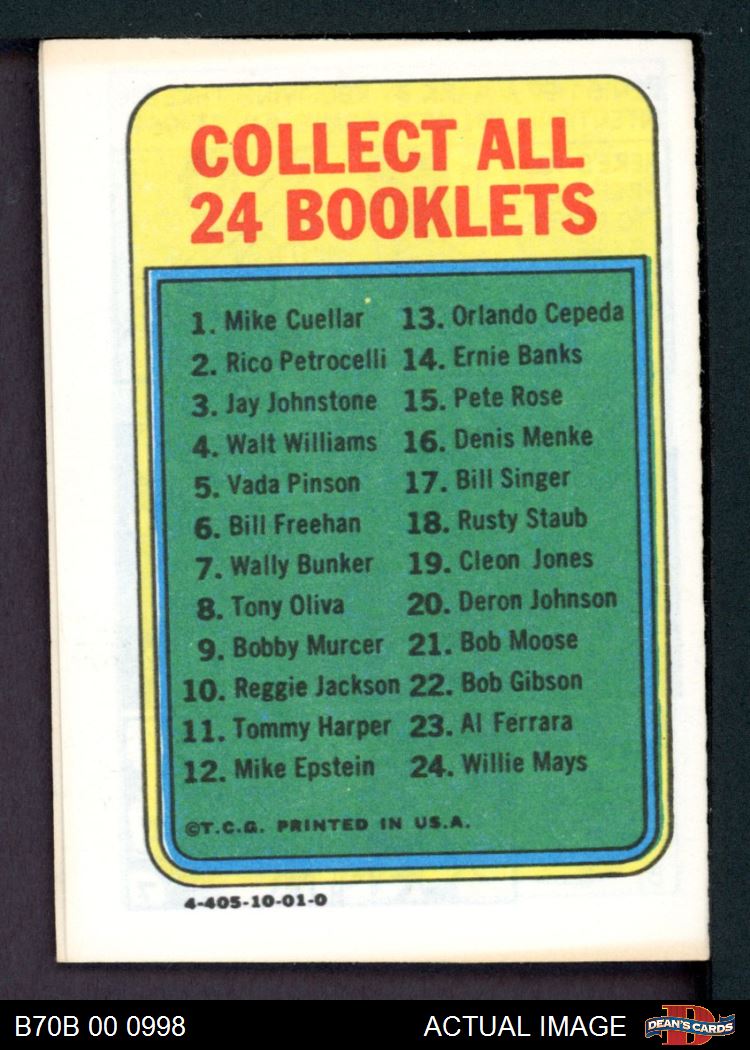 COLLECT ALL
24 BOOKLETS
1. Mike Cuellar
2. Rico Petrocelli
3. Jay Johnstone
4. Walt Williams
5. Vada Pinson
6. Bill Freehan
7. Wally Bunker
8. Tony Oliva
9. Bobby Murcer
10. Reggie Jackson
11. Tommy Harper
12. Mike Epstein
13. Orlando Cepeda
14. Ernie Banks
15. Pete Rose
16. Denis Menke
17. Bill Singer
18. Rusty Staub
19. Cleon Jones
20. Deron Johnson
21. Bob Moose
22. Bob Gibson
23. Al Ferrara
24. Willie Mays
©T.C.G. PRINTED IN U.S.A.
4-405-10-01-0
B70B 00 0998 ACTUAL IMAGE
DEAN'S CARDS